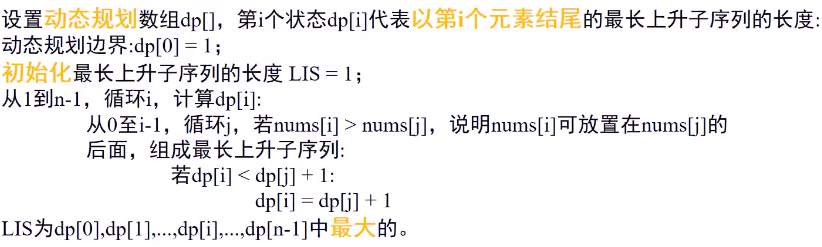 设置动态规划数组dp[]，第i个状态dp[i]代表以第i个元素结尾的最长上升子序列的长度:
动态规划边界:dp[0] = 1；
初始化最长上升子序列的长度 LIS = 1；
从1到n-1，循环i，计算dp[i]:
从0至i-1，循环j，若nums[i] > nums[j]，说明nums[i]可放置在nums[j]的
后面，组成最长上升子序列:
若dp[i] < dp[j] + 1:
dp[i] = dp[j] + 1
LIS为dp[0],dp[1],...,dp[i],...,dp[n-1]中最大的。